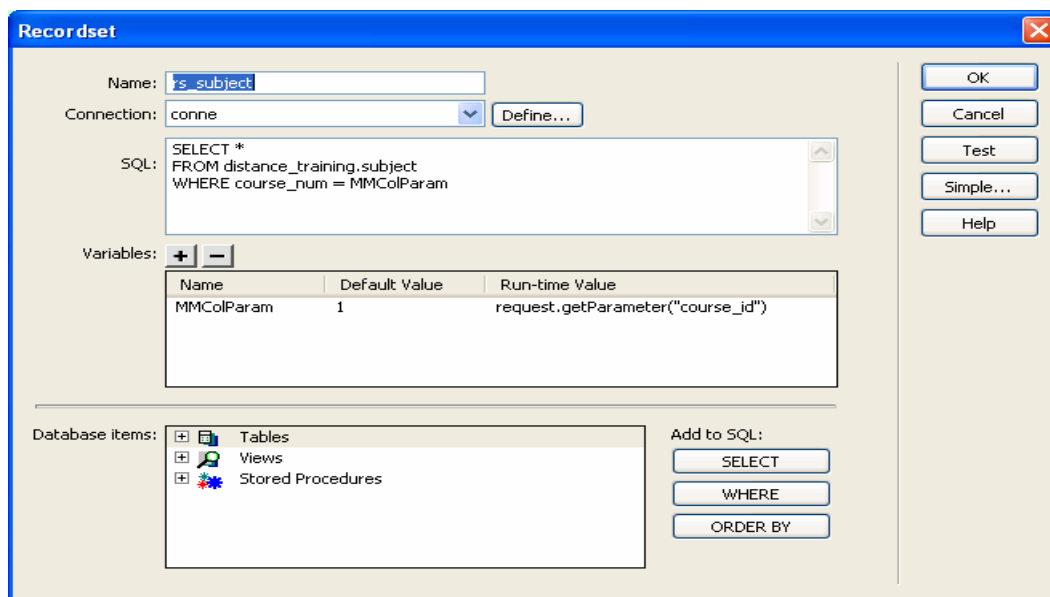 Recordset
Name: rs_subject
OK
Connection: conne
Define...
Cancel
SQL:
SELECT *
FROM distance_training.subject
WHERE course_num = MMColParam
Test
Simple...
Help
Variables:
Name Default Value Run-time Value
MMColParam 1 request.getParameter("course_id")
Database items:
Tables
Views
Stored Procedures
Add to SQL:
SELECT
WHERE
ORDER BY